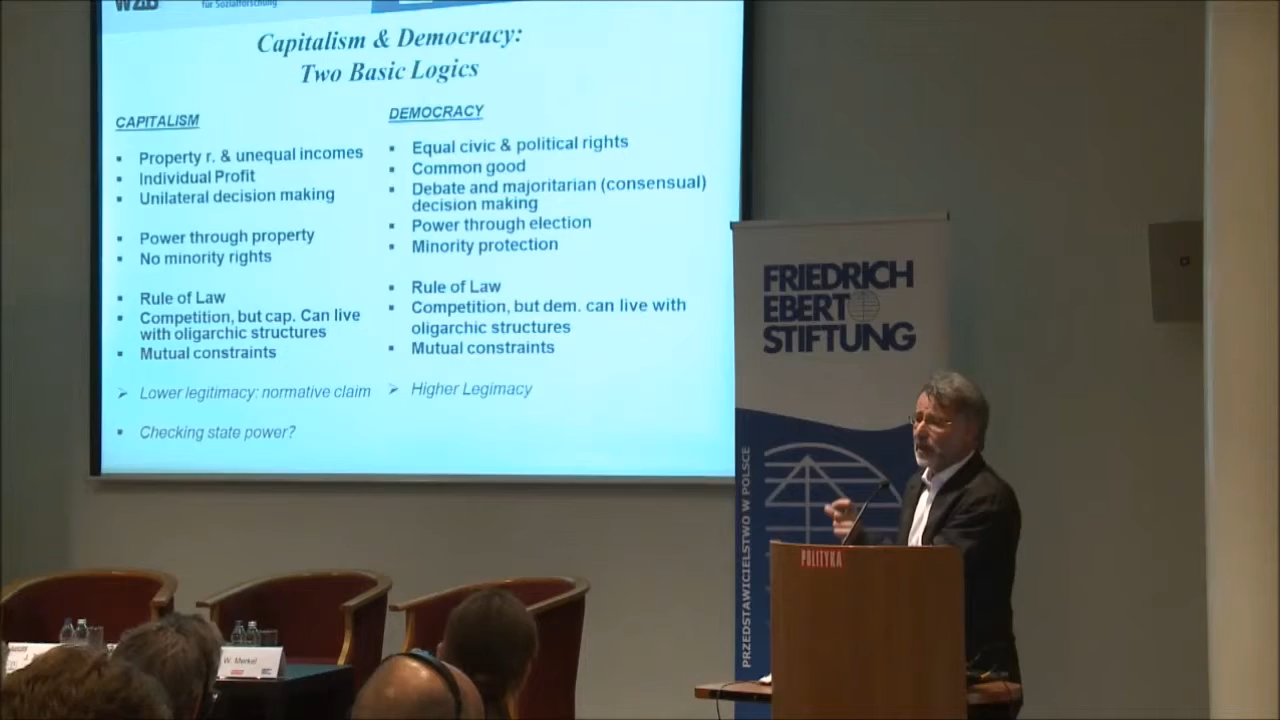 WZB
für Sozialforschung
Capitalism & Democracy:
Two Basic Logics
CAPITALISM
Property r. & unequal incomes
Individual Profit
Unilateral decision making
Power through property
No minority rights
Rule of Law
Competition, but cap. Can live
with oligarchic structures
Mutual constraints
Lower legitimacy: normative claim
Checking state power?
DEMOCRACY
Equal civic & political rights
Common good
Debate and majoritarian (consensual)
decision making
Power through election
Minority protection
Rule of Law
Competition, but dem. can live with
oligarchic structures
Mutual constraints
Higher Legimacy
FRIEDRICH
EBERT
STIFTUNG
PRZEDSTAWICIELSTWO W POLSCE
POLITYKA
W. Merkel